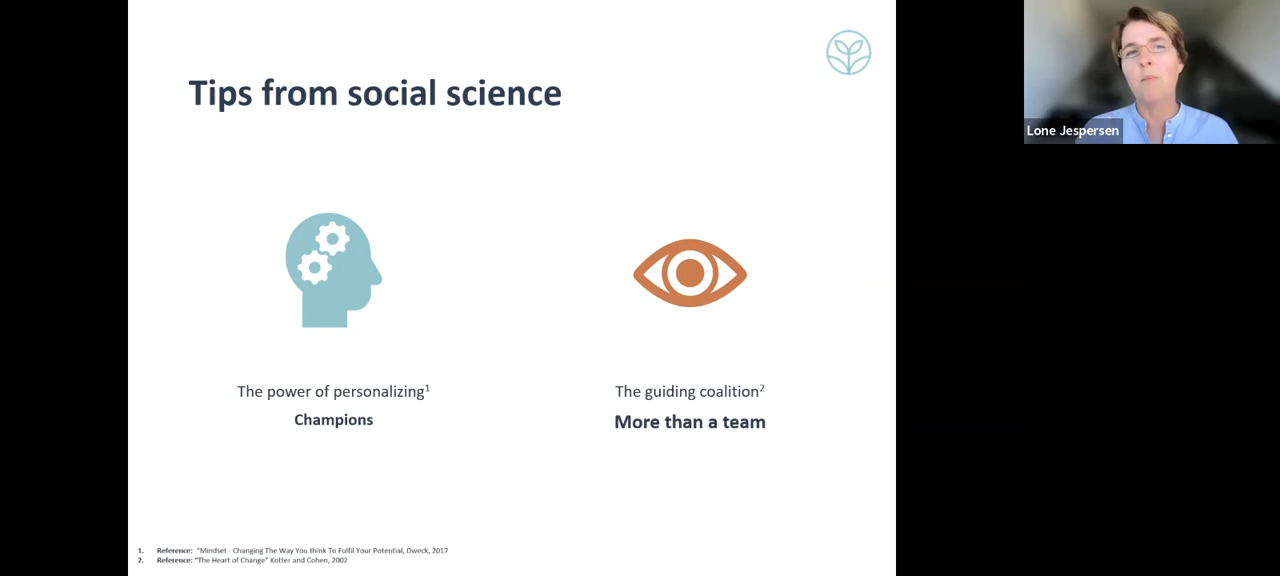 Tips from social science
Lone Jespersen
The power of personalizing1
Champions
The guiding coalition2
More than a team
1. Reference: "Mindset - Changing The Way You think To Fulfil Your Potential, Dweck, 2017
2. Reference: "The Heart of Change" Kotter and Cohen, 2002